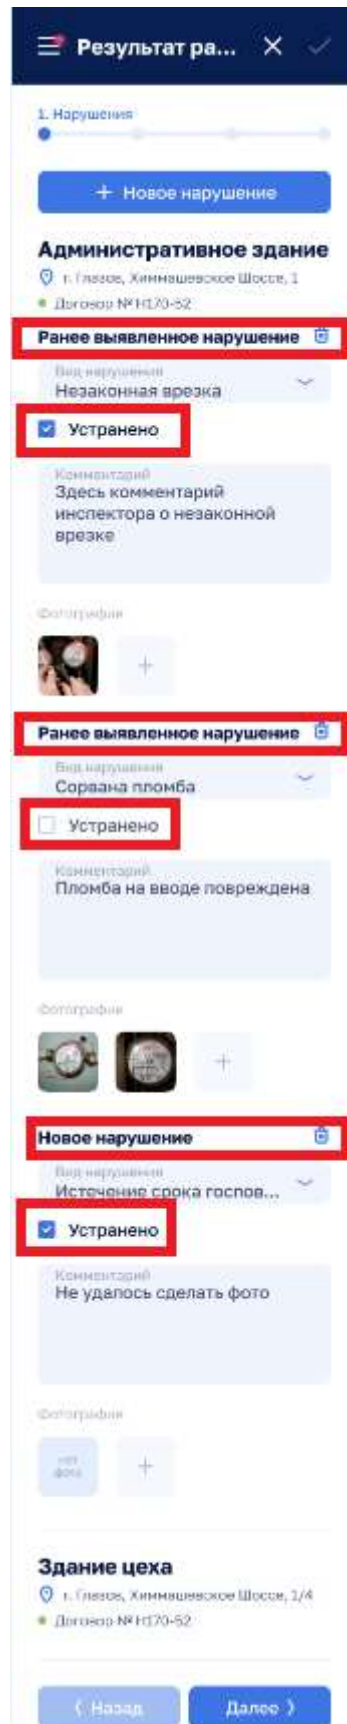 Результат ра...
1. Нарушения
+ Новое нарушение
Административное здание
г. Глазов, Химмашевское Шоссе, 1
Договор № Н170-52
Ранее выявленное нарушение
Вид нарушения
Незаконная врезка
Устранено
Комментарий
Здесь комментарий
инспектора о незаконной
врезке
Фотографии
Ранее выявленное нарушение
Вид нарушения
Сорвана пломба
Устранено
Комментарий
Пломба на вводе повреждена
Фотографии
Новое нарушение
Вид нарушения
Истечение срока госпов...
Устранено
Комментарий
Не удалось сделать фото
Фотографии
нет
фото
Здание цеха
г. Глазов, Химмашевское Шоссе, 1/4
Договор № Н170-52
Назад
Далее